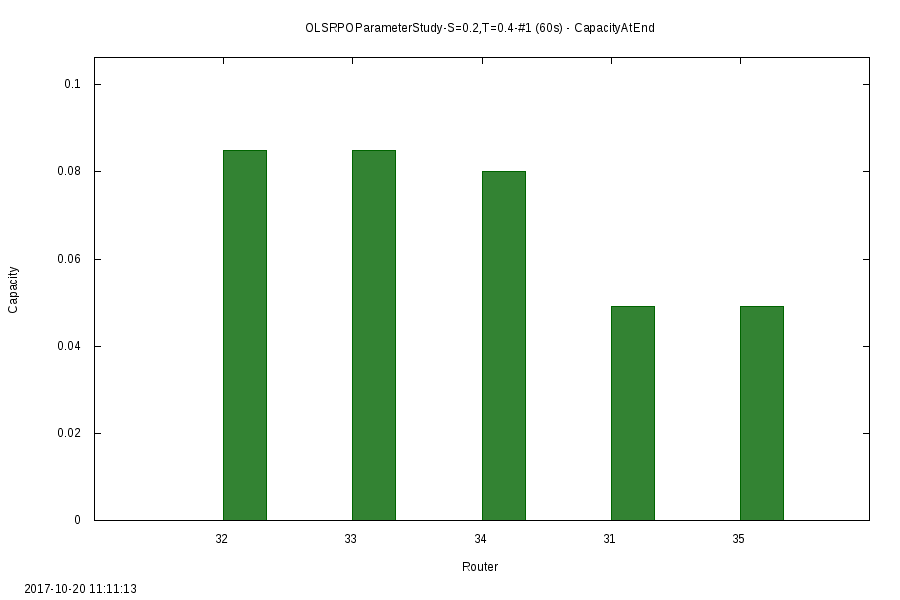 OLSRPOParameterStudy-S=0.2,T=0.4-#1 (60s) - CapacityAtEnd
0.1
0.08
0.06
0.04
0.02
0
Capacity
32 33 34 31 35
Router
2017-10-20 11:11:13